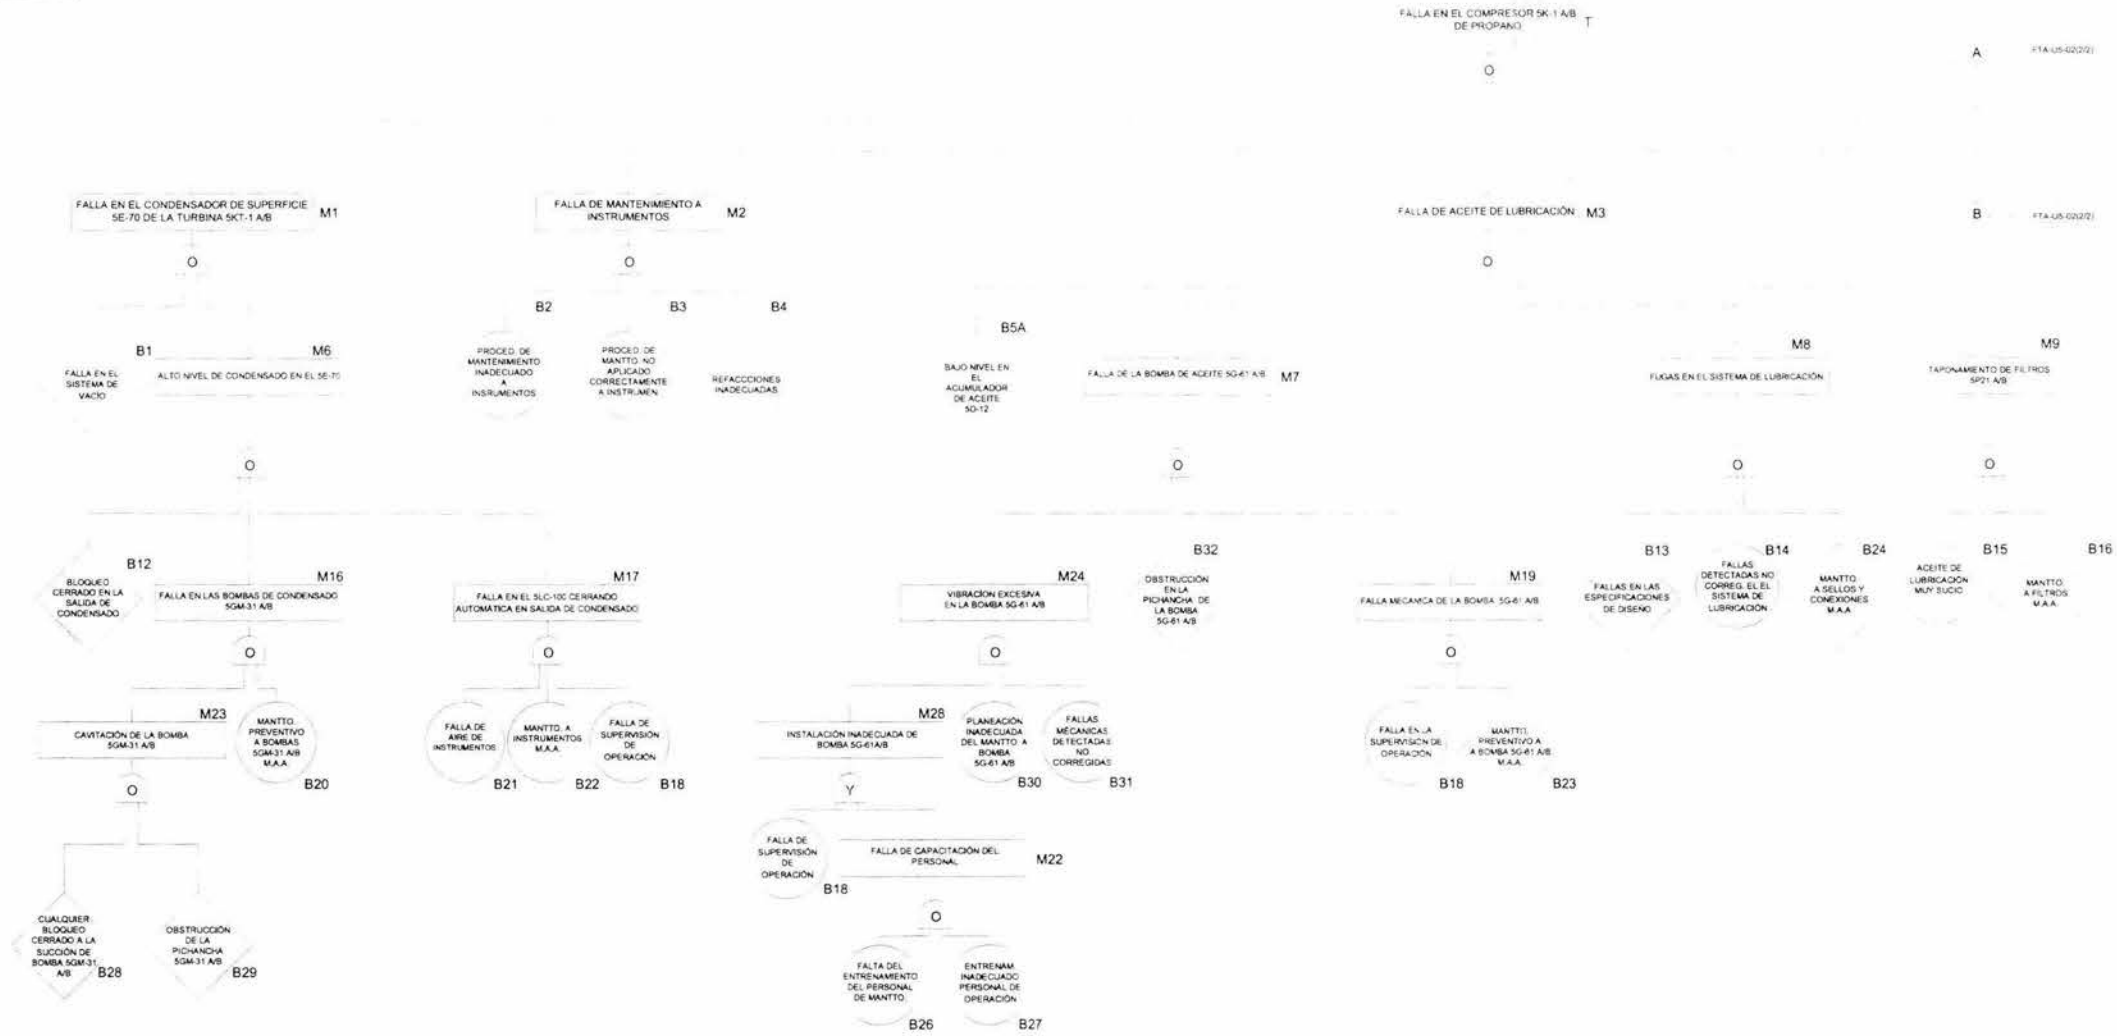 FALLA EN EL COMPRESOR 5K-1 A/B
DE PROPANO
T
O
A
FTA-U5-02(2/2)
FALLA EN EL CONDENSADOR DE SUPERFICIE
5E-70 DE LA TURBINA 5KT-1 A/B
M1
O
FALLA DE MANTENIMIENTO A
INSTRUMENTOS
M2
O
FALLA DE ACEITE DE LUBRICACIÓN
M3
O
B
FTA-U5-02(2/2)
B1
FALLA EN EL
SISTEMA DE
VACÍO
M6
ALTO NIVEL DE CONDENSADO EN EL 5E-70
O
B2
PROCED. DE
MANTENIMIENTO
INADECUADO
A
INSRUMENTOS
B3
PROCED. DE
MANTTO. NO
APLICADO
CORRECTAMENTE
A INSTRUMEN.
B4
REFACCCIONES
INADECUADAS
B5A
BAJO NIVEL EN
EL
ACUMULADOR
DE ACEITE
5D-12
FALLA DE LA BOMBA DE ACEITE 5G-61 A/B
M7
O
M8
FUGAS EN EL SISTEMA DE LUBRICACIÓN
O
M9
TAPONAMIENTO DE FILTROS
5P21 A/B
O
B12
BLOQUEO
CERRADO EN LA
SALIDA DE
CONDENSADO
M16
FALLA EN LAS BOMBAS DE CONDENSADO
5GM-31 A/B
O
M17
FALLA EN EL 5LC-100 CERRANDO
AUTOMÁTICA EN SALIDA DE CONDENSADO
O
M24
VIBRACIÓN EXCESIVA
EN LA BOMBA 5G-61 A/B
O
B32
OBSTRUCCIÓN
EN LA
PICHANCHA DE
LA BOMBA
5G-61 A/B
M19
FALLA MECANICA DE LA BOMBA 5G-61 A/B
O
B13
FALLAS EN LAS
ESPECIFICACIONES
DE DISEÑO
B14
FALLAS
DETECTADAS NO
CORREG. EL EL
SISTEMA DE
LUBRICACIÓN
B24
MANTTO.
A SELLOS Y
CONEXIONES
M.A.A.
B15
ACEITE DE
LUBRICACIÓN
MUY SUCIO
B16
MANTTO.
A FILTROS
M.A.A.
M23
CAVITACIÓN DE LA BOMBA
5GM-31 A/B
O
MANTTO.
PREVENTIVO
A BOMBAS
5GM-31 A/B
M.A.A.
B20
FALLA DE
AIRE DE
INSTRUMENTOS
B21
MANTTO. A
INSTRUMENTOS
M.A.A.
B22
FALLA DE
SUPERVISIÓN
DE
OPERACIÓN
B18
M28
INSTALACIÓN INADECUADA DE
BOMBA 5G-61A/B
Y
PLANEACIÓN
INADECUADA
DEL MANTTO. A
BOMBA
5G-61 A/B
B30
FALLAS
MECANICAS
DETECTADAS
NO
CORREGIDAS
B31
FALLA EN LA
SUPERVISIÓN DE
OPERACIÓN
B18
MANTTO.
PREVENTIVO A
A BOMBA 5G-61 A/B
M.A.A.
B23
FALLA DE
SUPERVISIÓN
DE
OPERACIÓN
B18
FALLA DE CAPACITACIÓN DEL
PERSONAL
M22
O
CUALQUIER
BLOQUEO
CERRADO A LA
SUCCIÓN DE
BOMBA 5GM-31
A/B
B28
OBSTRUCCIÓN
DE LA
PICHANCHA
5GM-31 A/B
B29
FALTA DEL
ENTRENAMIENTO
DEL PERSONAL
DE MANTTO.
B26
ENTRENAM.
INADECUADO
PERSONAL DE
OPERACIÓN
B27